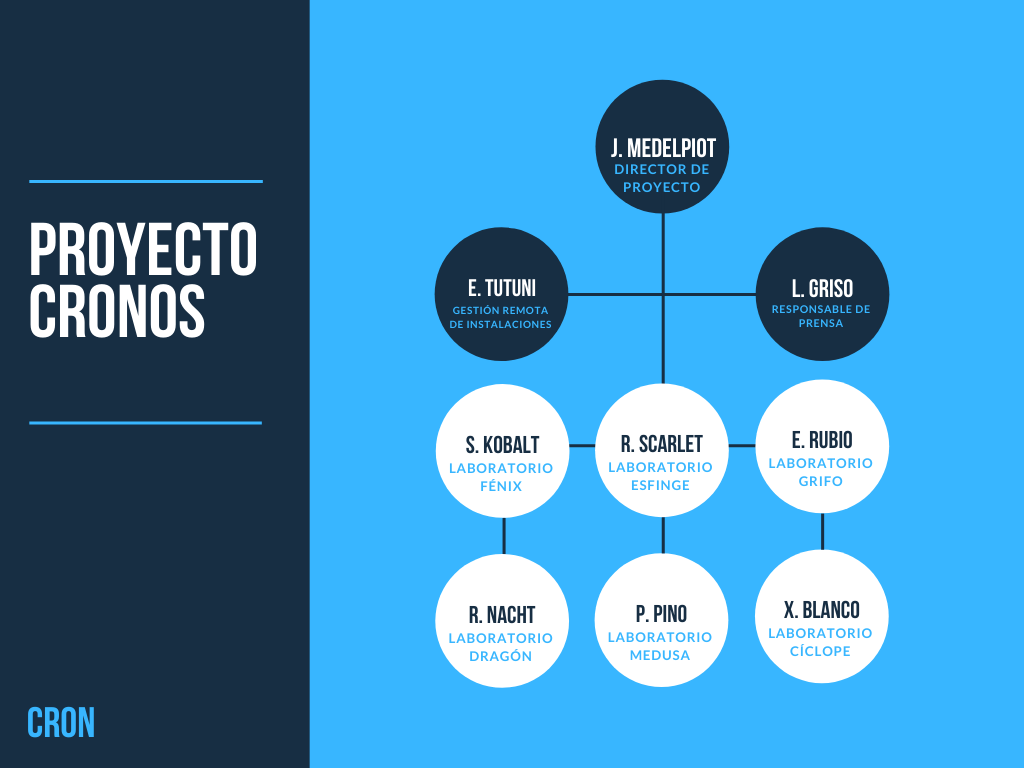 PROYECTO
CRONOS
CRON
J. MEDELPIOT
DIRECTOR DE
PROYECTO
E. TUTUNI
GESTIÓN REMOTA
DE INSTALACIONES
L. GRISO
RESPONSABLE DE
PRENSA
S. KOBALT
LABORATORIO
FÉNIX
R. SCARLET
LABORATORIO
ESFINGE
E. RUBIO
LABORATORIO
GRIFO
R. NACHT
LABORATORIO
DRAGÓN
P. PINO
LABORATORIO
MEDUSA
X. BLANCO
LABORATORIO
CÍCLOPE